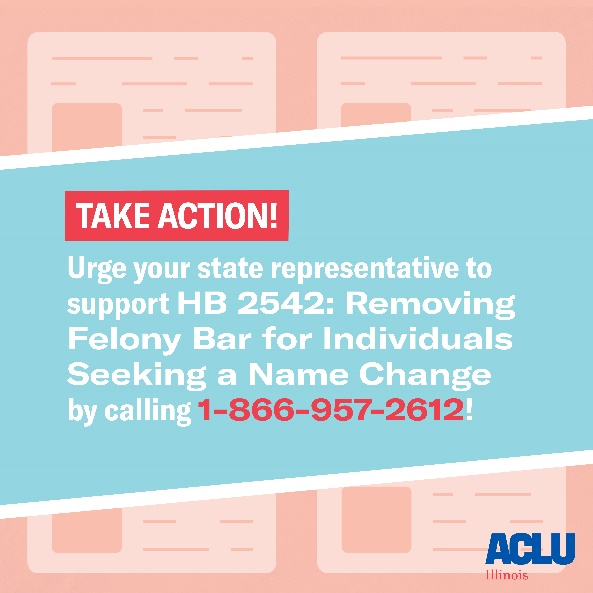 TAKE ACTION!
Urge your state representative to
support HB 2542: Removing
Felony Bar for Individuals
Seeking a Name Change
by calling 1-866-957-2612!
ACLU
Illinois